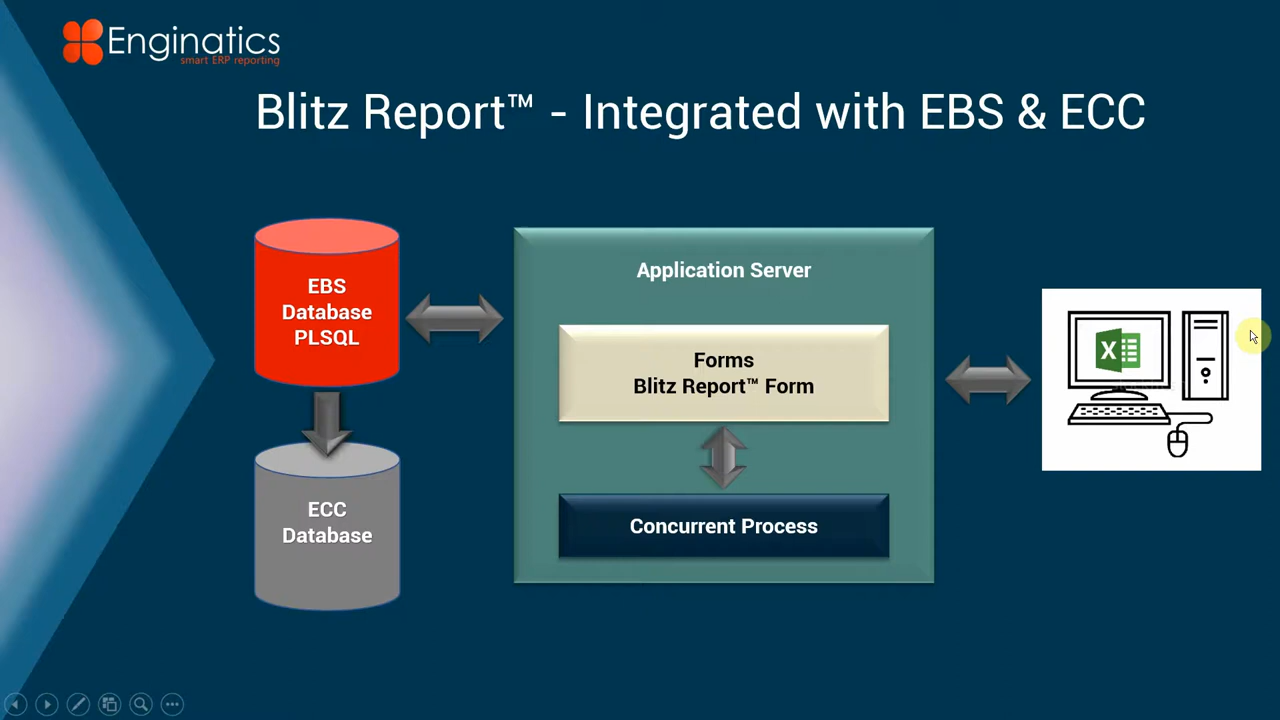 Enginatics
smart ERP reporting
Blitz Report™ - Integrated with EBS & ECC
EBS
Database
PLSQL
ECC
Database
Application Server
Forms
Blitz Report™ Form
Concurrent Process
X